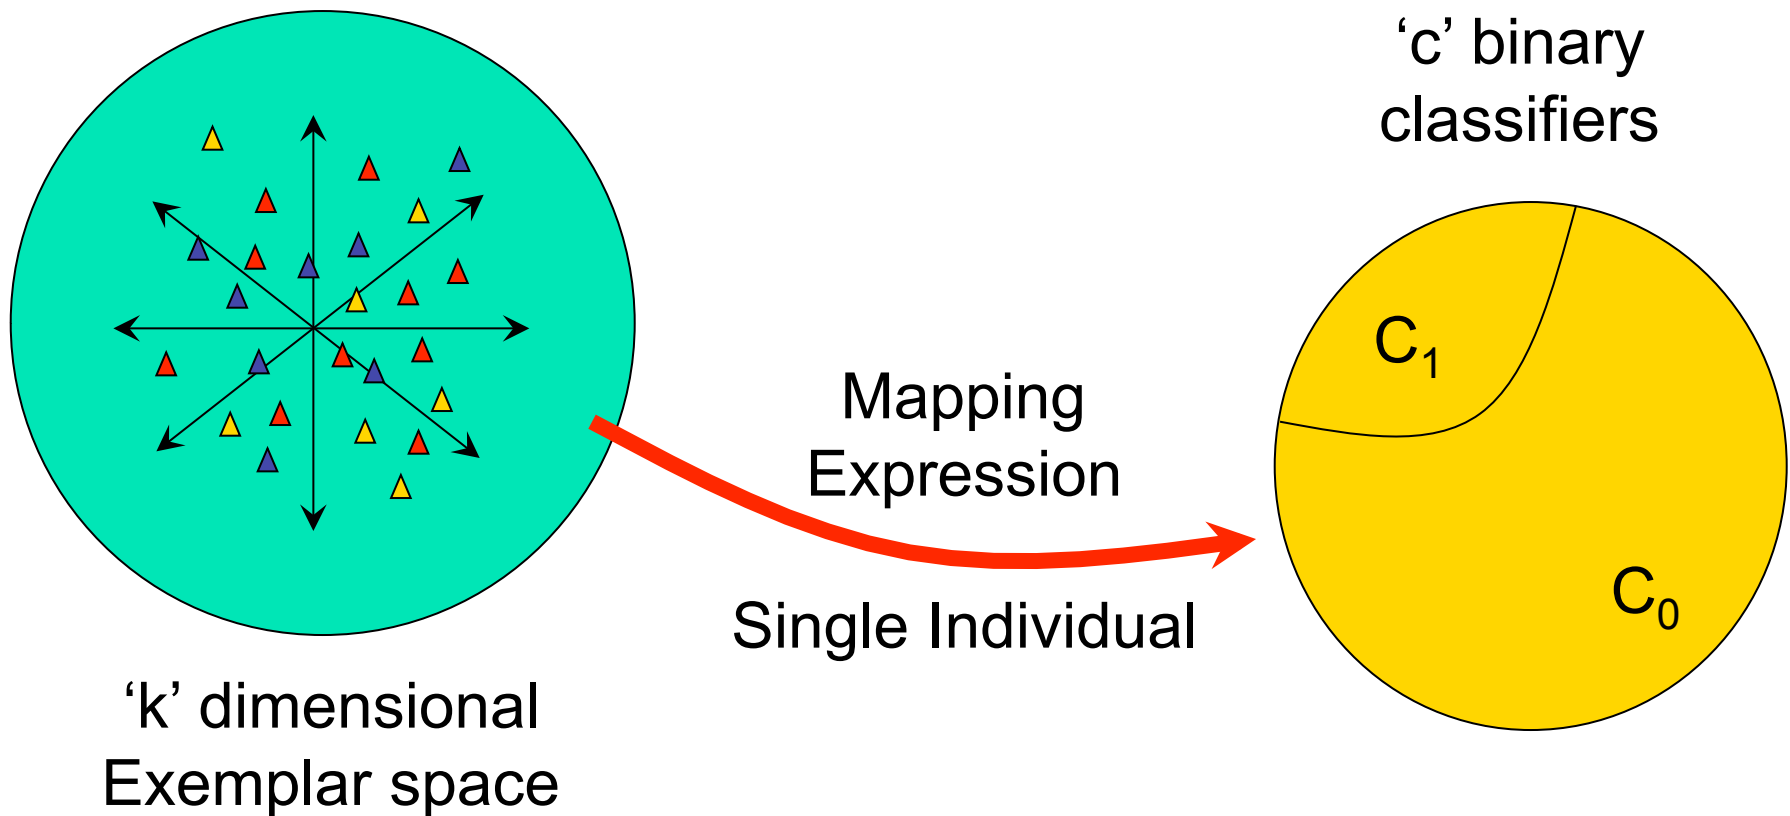 ‘c’ binary
classifiers
C₁
Mapping
Expression
C₀
Single Individual
‘k’ dimensional
Exemplar space